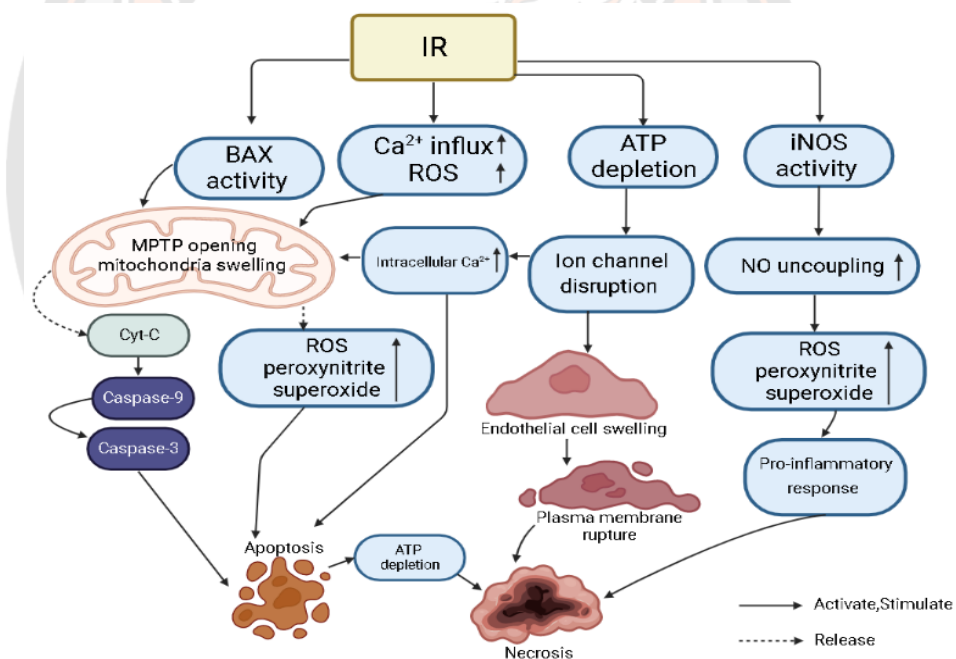 IR
BAX
activity
Ca²⁺ influx↑
ROS ↑
ATP
depletion
iNOS
activity
MPTP opening
mitochondria swelling
Intracellular Ca²⁺↑
Ion channel
disruption
NO uncoupling ↑
Cyt-C
ROS
peroxynitrite
superoxide
ROS
peroxynitrite
superoxide
Caspase-9
Caspase-3
Endothelial cell swelling
Pro-inflammatory
response
Plasma membrane
rupture
Apoptosis
ATP
depletion
Necrosis
Activate,Stimulate
Release